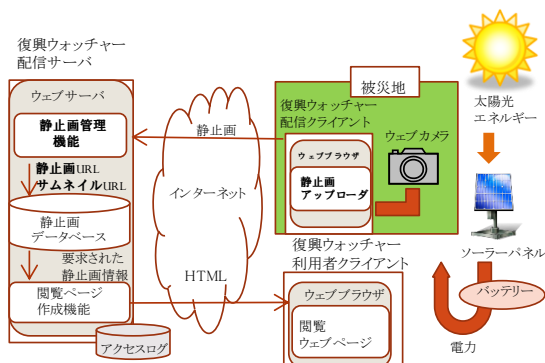 復興ウォッチャー
配信サーバ
ウェブサーバ
静止画管理
機能
静止画URL
サムネイルURL
静止画
データベース
要求された
静止画情報
閲覧ページ
作成機能
アクセスログ
静止画
インターネット
HTML
被災地
復興ウォッチャー
配信クライアント
ウェブブラウザ
静止画
アップローダ
ウェブカメラ
復興ウォッチャー
利用者クライアント
ウェブブラウザ
閲覧
ウェブページ
太陽光
エネルギー
ソーラーパネル
バッテリー
電力